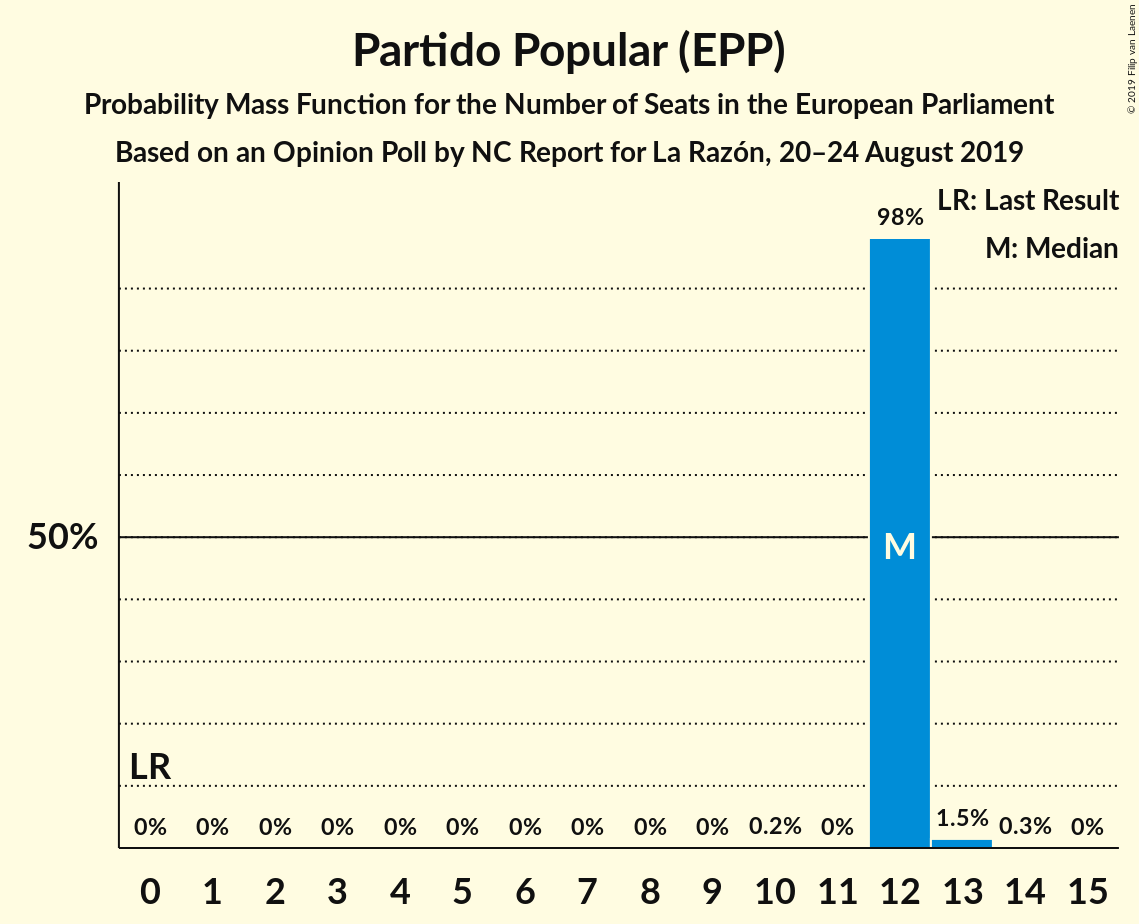 Partido Popular (EPP)
Probability Mass Function for the Number of Seats in the European Parliament
Based on an Opinion Poll by NC Report for La Razón, 20–24 August 2019
© 2019 Filip van Laenen
LR: Last Result
M: Median
98%
50%
M
LR
0% 0% 0% 0% 0% 0% 0% 0% 0% 0% 0.2% 0% 1.5% 0.3% 0%
0 1 2 3 4 5 6 7 8 9 10 11 12 13 14 15